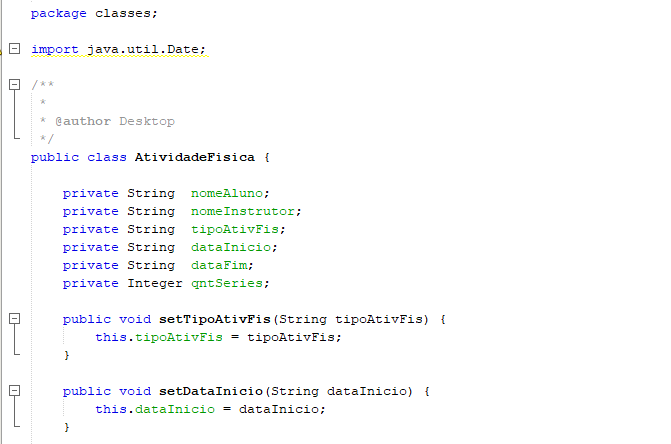 package classes;
import java.util.Date;
/**
 *
 * @author Desktop
 */
public class AtividadeFisica {
    private String  nomeAluno;
    private String  nomeInstrutor;
    private String  tipoAtivFis;
    private String  dataInicio;
    private String  dataFim;
    private Integer qntSeries;
    public void setTipoAtivFis(String tipoAtivFis) {
        this.tipoAtivFis = tipoAtivFis;
    }
    public void setDataInicio(String dataInicio) {
        this.dataInicio = dataInicio;
    }